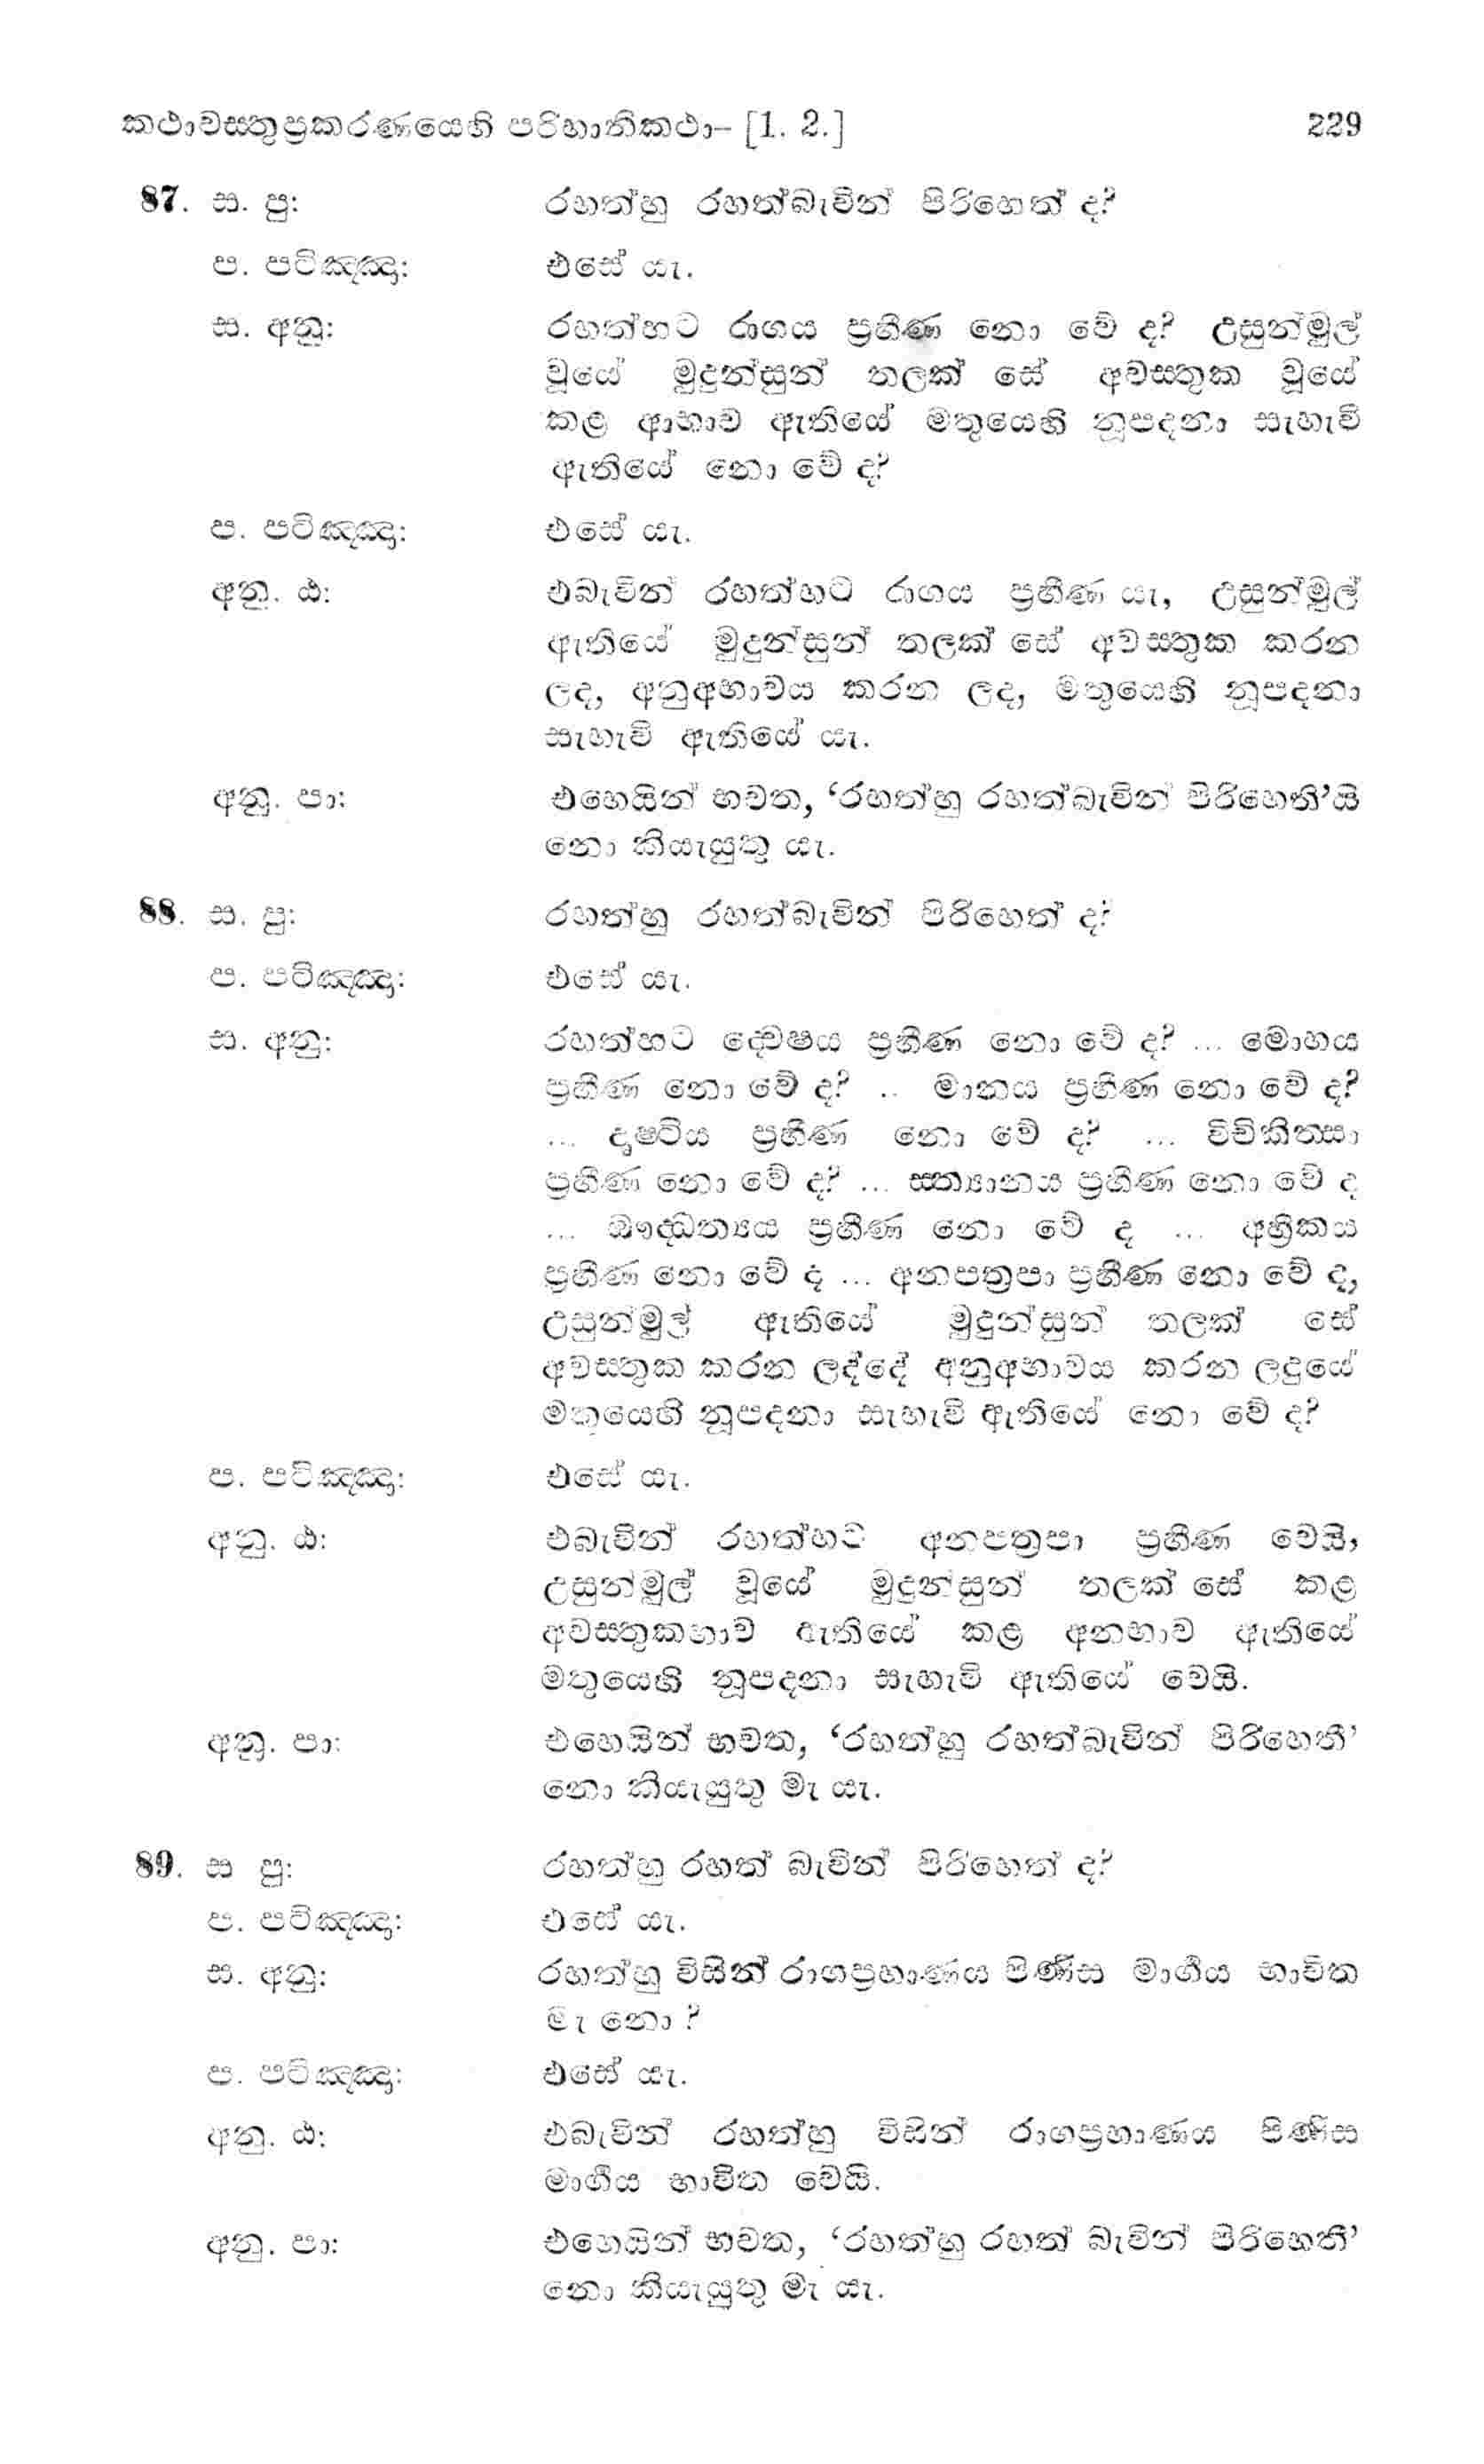 කථාවස්තුප්‍රකරණයෙහි පරිහානිකථා– [1. 2.] 229
87. ස. පු: රහත්හු රහත්බැවින් පිරිහෙත් ද?
ප. පටිඤ්ඤා: එසේ යැ.
ස. අනු: රහත්හට රාගය ප්‍රහීණ නො වේ ද? උසුන්මුල්
වූයේ මුදුන්සුන් තලක් සේ අවස්තුක වූයේ
කළ ආභාව ඇතියේ මතුයෙහි නූපදනා සැහැවි
ඇතියේ නො වේ ද?
ප. පටිඤ්ඤා: එසේ යැ.
අනු. ඨ: එබැවින් රහත්හට රාගය ප්‍රහීණ යැ, උසුන්මුල්
ඇතියේ මුදුන්සුන් තලක් සේ අවස්තුක කරන
ලද, අනුඅභාවය කරන ලද, මතුයෙහි නූපදනා
සැහැවි ඇතියේ යැ.
අනු. පා: එහෙයින් භවත, ‘රහත්හු රහත්බැවින් පිරිහෙති’යි
නො කියැයුතු යැ.
88. ස. පු: රහත්හු රහත්බැවින් පිරිහෙත් ද?
ප. පටිඤ්ඤා: එසේ යැ.
ස. අනු: රහත්හට ද්වේෂය ප්‍රහීණ නො වේ ද? ... මොහය
ප්‍රහීණ නො වේ ද? .. මානය ප්‍රහීණ නො වේ ද?
... දෘෂ්ටිය ප්‍රහීණ නො වේ ද? ... විචිකිත්සා
ප්‍රහීණ නො වේ ද? ... ස්ත්‍යානය ප්‍රහීණ නො වේ ද
... ඖද්ධත්‍යය ප්‍රහීණ නො වේ ද ... අහ්‍රිකය
ප්‍රහීණ නො වේ ද ... අනපත්‍රපා ප්‍රහීණ නො වේ ද,
උසුන්මුල් ඇතියේ මුදුන්සුන් තලක් සේ
අවස්තුක කරන ලද්දේ අනුඅභාවය කරන ලදුයේ
මතුයෙහි නූපදනා සැහැවි ඇතියේ නො වේ ද?
ප. පටිඤ්ඤා: එසේ යැ.
අනු. ඨ: එබැවින් රහත්හට අනපත්‍රපා ප්‍රහීණ වෙයි,
උසුන්මුල් වූයේ මුදුන්සුන් තලක් සේ කළ
අවස්තුකභාව ඇතියේ කළ අනභාව ඇතියේ
මතුයෙහි නූපදනා සැහැවි ඇතියේ වෙයි.
අනු. පා: එහෙයින් භවත, ‘රහත්හු රහත්බැවින් පිරිහෙතී’
නො කියැයුතු මැ යැ.
89. ස පු: රහත්හු රහත් බැවින් පිරිහෙත් ද?
ප. පටිඤ්ඤා: එසේ යැ.
ස. අනු: රහත්හු විසින් රාගප්‍රහාණය පිණිස මාර්ගය භාවිත
මැ නො ?
ප. පටිඤ්ඤා: එසේ යැ.
අනු. ඨ: එබැවින් රහත්හු විසින් රාගප්‍රහාණය පිණිස
මාර්ගය භාවිත වෙයි.
අනු. පා: එහෙයින් භවත, ‘රහත්හු රහත් බැවින් පිරිහෙතී’
නො කියැයුතු මැ යැ.